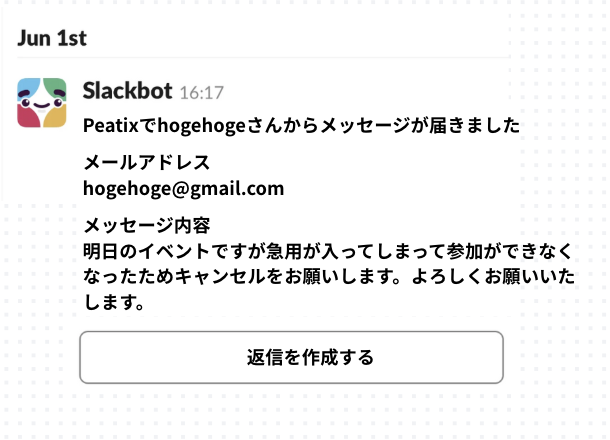 Jun 1st
Slackbot 16:17
Peatixでhogehogeさんからメッセージが届きました
メールアドレス
hogehoge@gmail.com
メッセージ内容
明日のイベントですが急用が入ってしまって参加ができなく
なったためキャンセルをお願いします。よろしくお願いいた
します。
返信を作成する